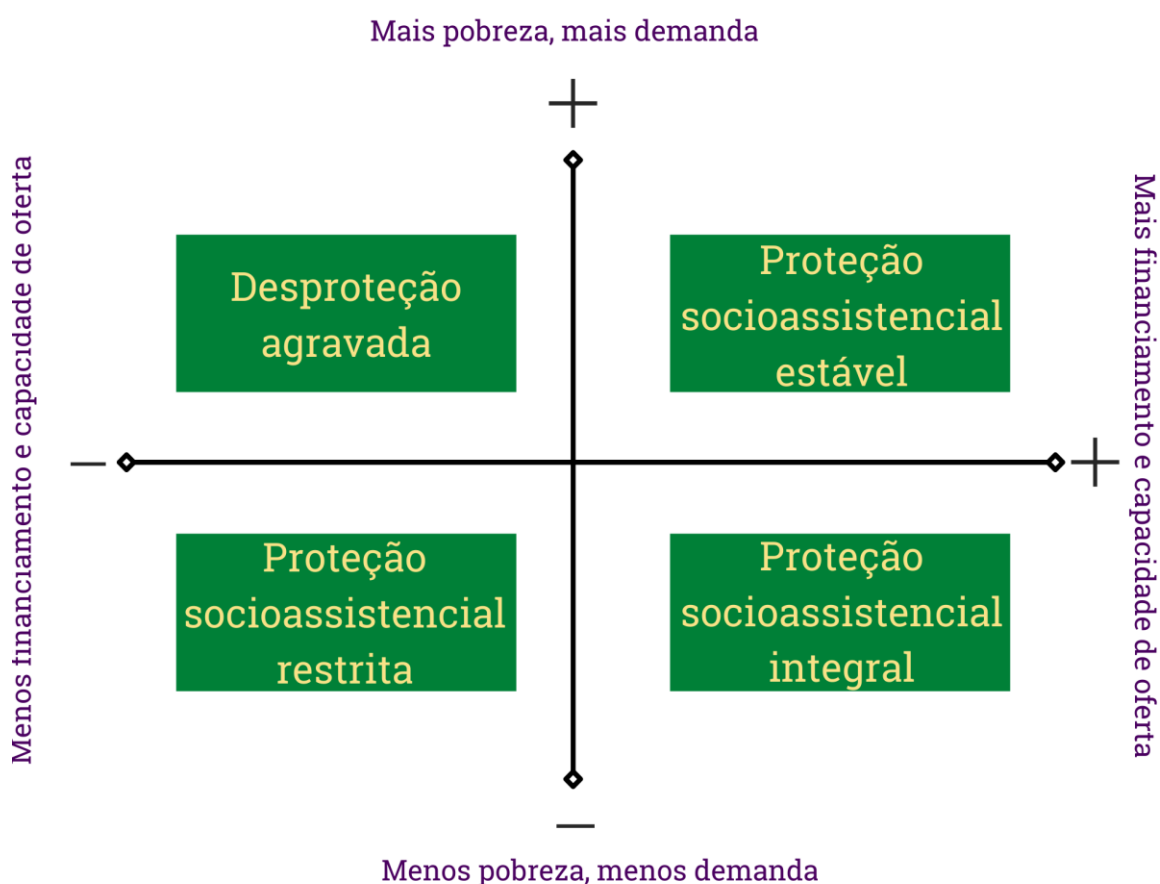 Mais pobreza, mais demanda
Menos financiamento e capacidade de oferta
Desproteção
agravada
Proteção
socioassistencial
estável
Mais financiamento e capacidade de oferta
Proteção
socioassistencial
restrita
Proteção
socioassistencial
integral
Menos pobreza, menos demanda